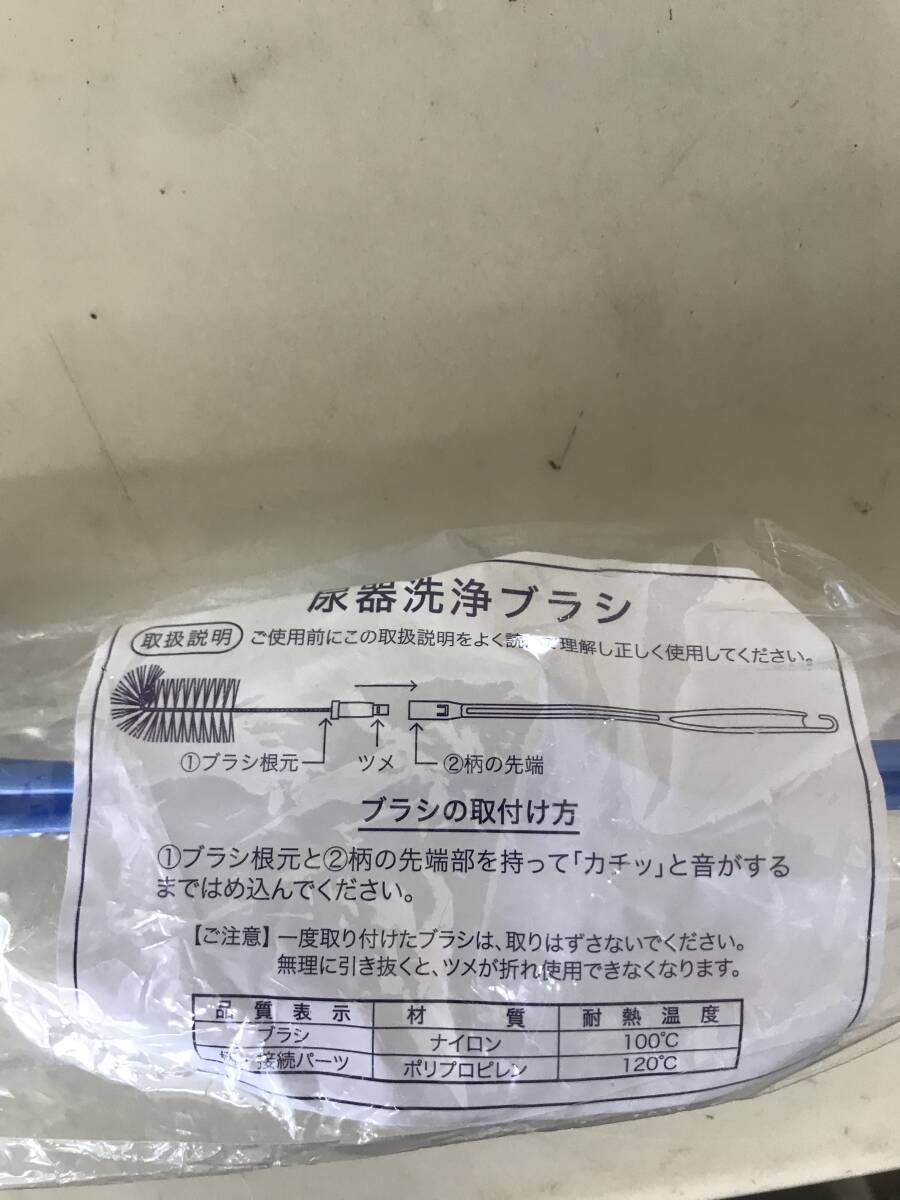 尿器洗浄ブラシ
取扱説明 ご使用前にこの取扱説明をよく読 理解し正しく使用してください。
①ブラシ根元 ツメ ②柄の先端
ブラシの取付け方
①ブラシ根元と②柄の先端部を持って「カチッ」と音がする
まではめ込んでください。
【ご注意】一度取り付けたブラシは、取りはずさないでください。
無理に引き抜くと、ツメが折れ使用できなくなります。
品質表示 材質 耐熱温度
ブラシ ナイロン 100℃
・接続パーツ ポリプロピレン 120℃